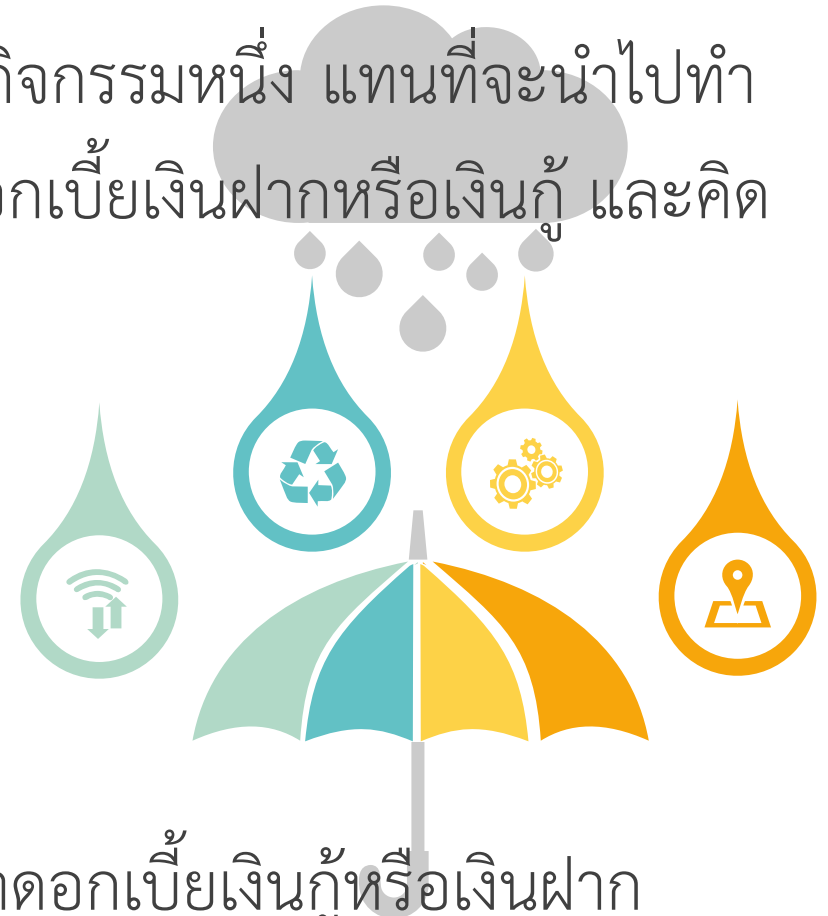 กิจกรรมหนึ่ง แทนที่จะนำไปทำ
ดอกเบี้ยเงินฝากหรือเงินกู้ และคิด
ดอกเบี้ยเงินกู้หรือเงินฝาก